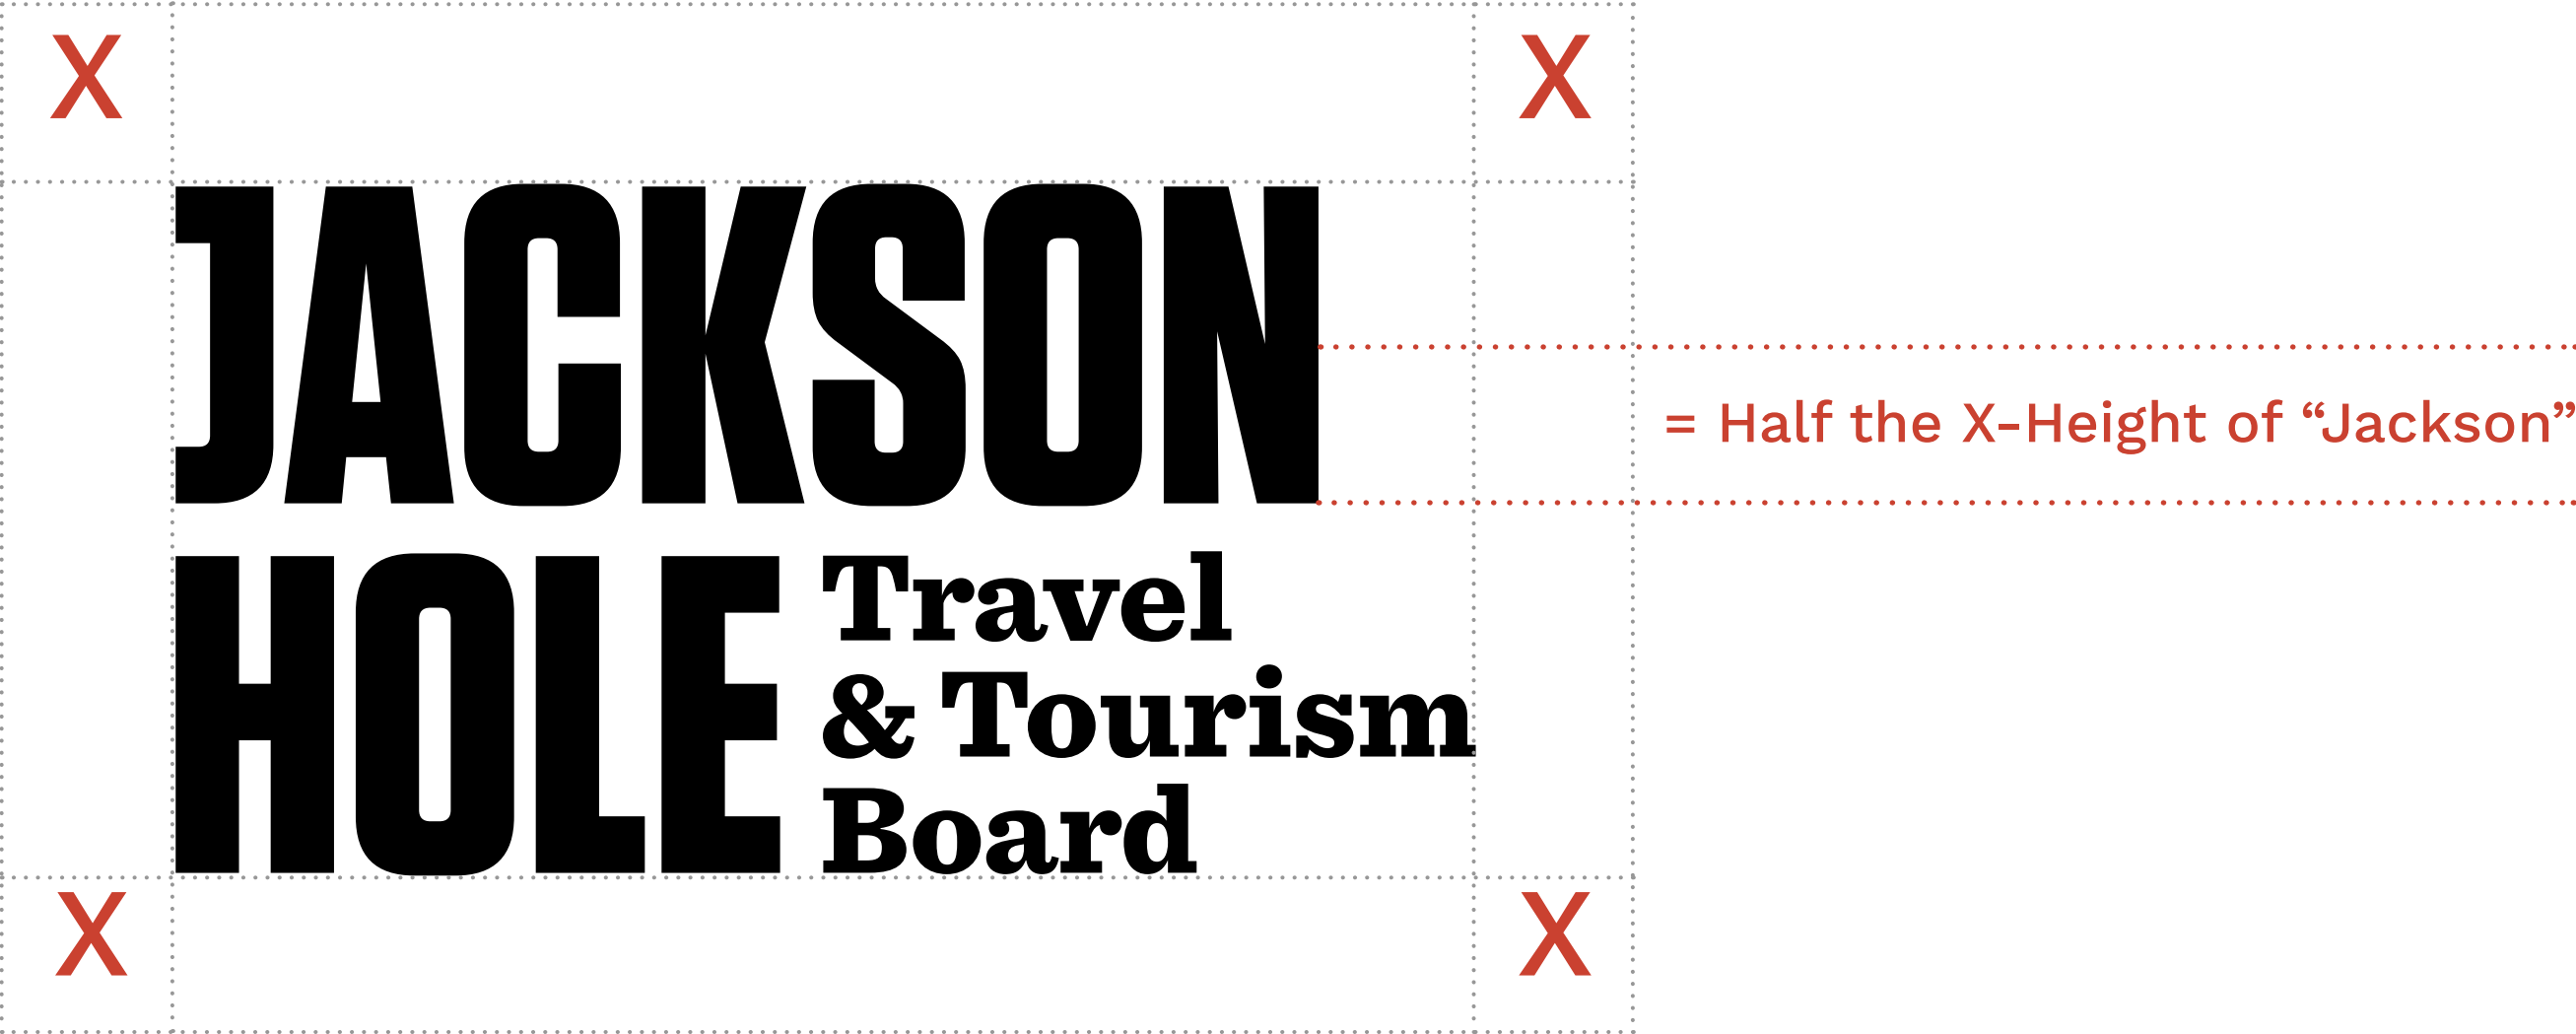 X X
JACKSON
= Half the X-Height of “Jackson”
HOLE
Travel
& Tourism
Board
X X